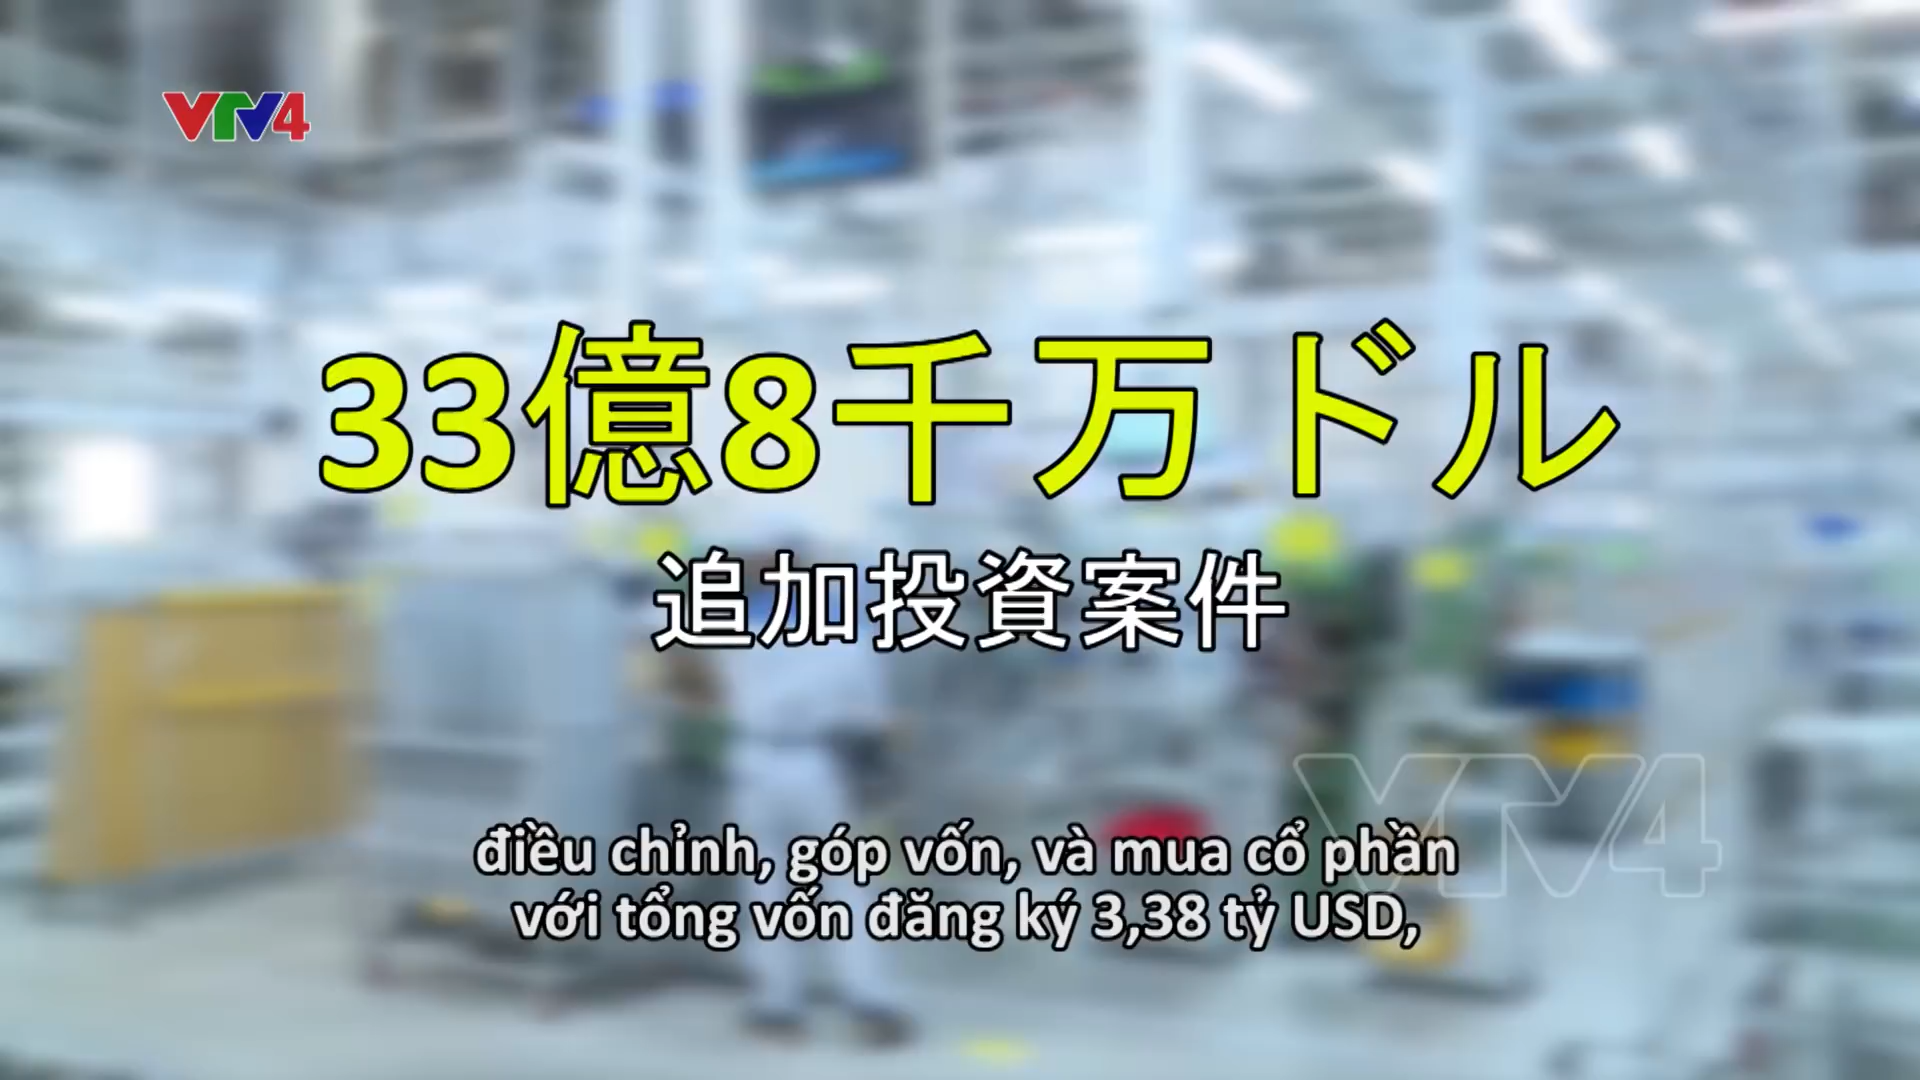 VTV4
33億8千万ドル
追加投資案件
VTV4
điều chỉnh, góp vốn, và mua cổ phần
với tổng vốn đăng ký 3,38 tỷ USD,